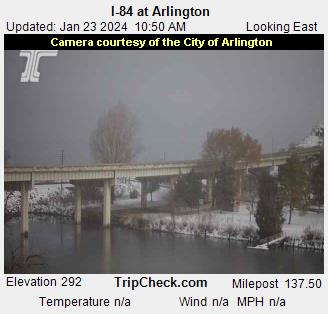 I-84 at Arlington
Updated: Jan 23 2024 10:50 AM Looking East
Camera courtesy of the City of Arlington
Elevation 292 TripCheck.com Milepost 137.50
Temperature n/a Wind n/a MPH n/a